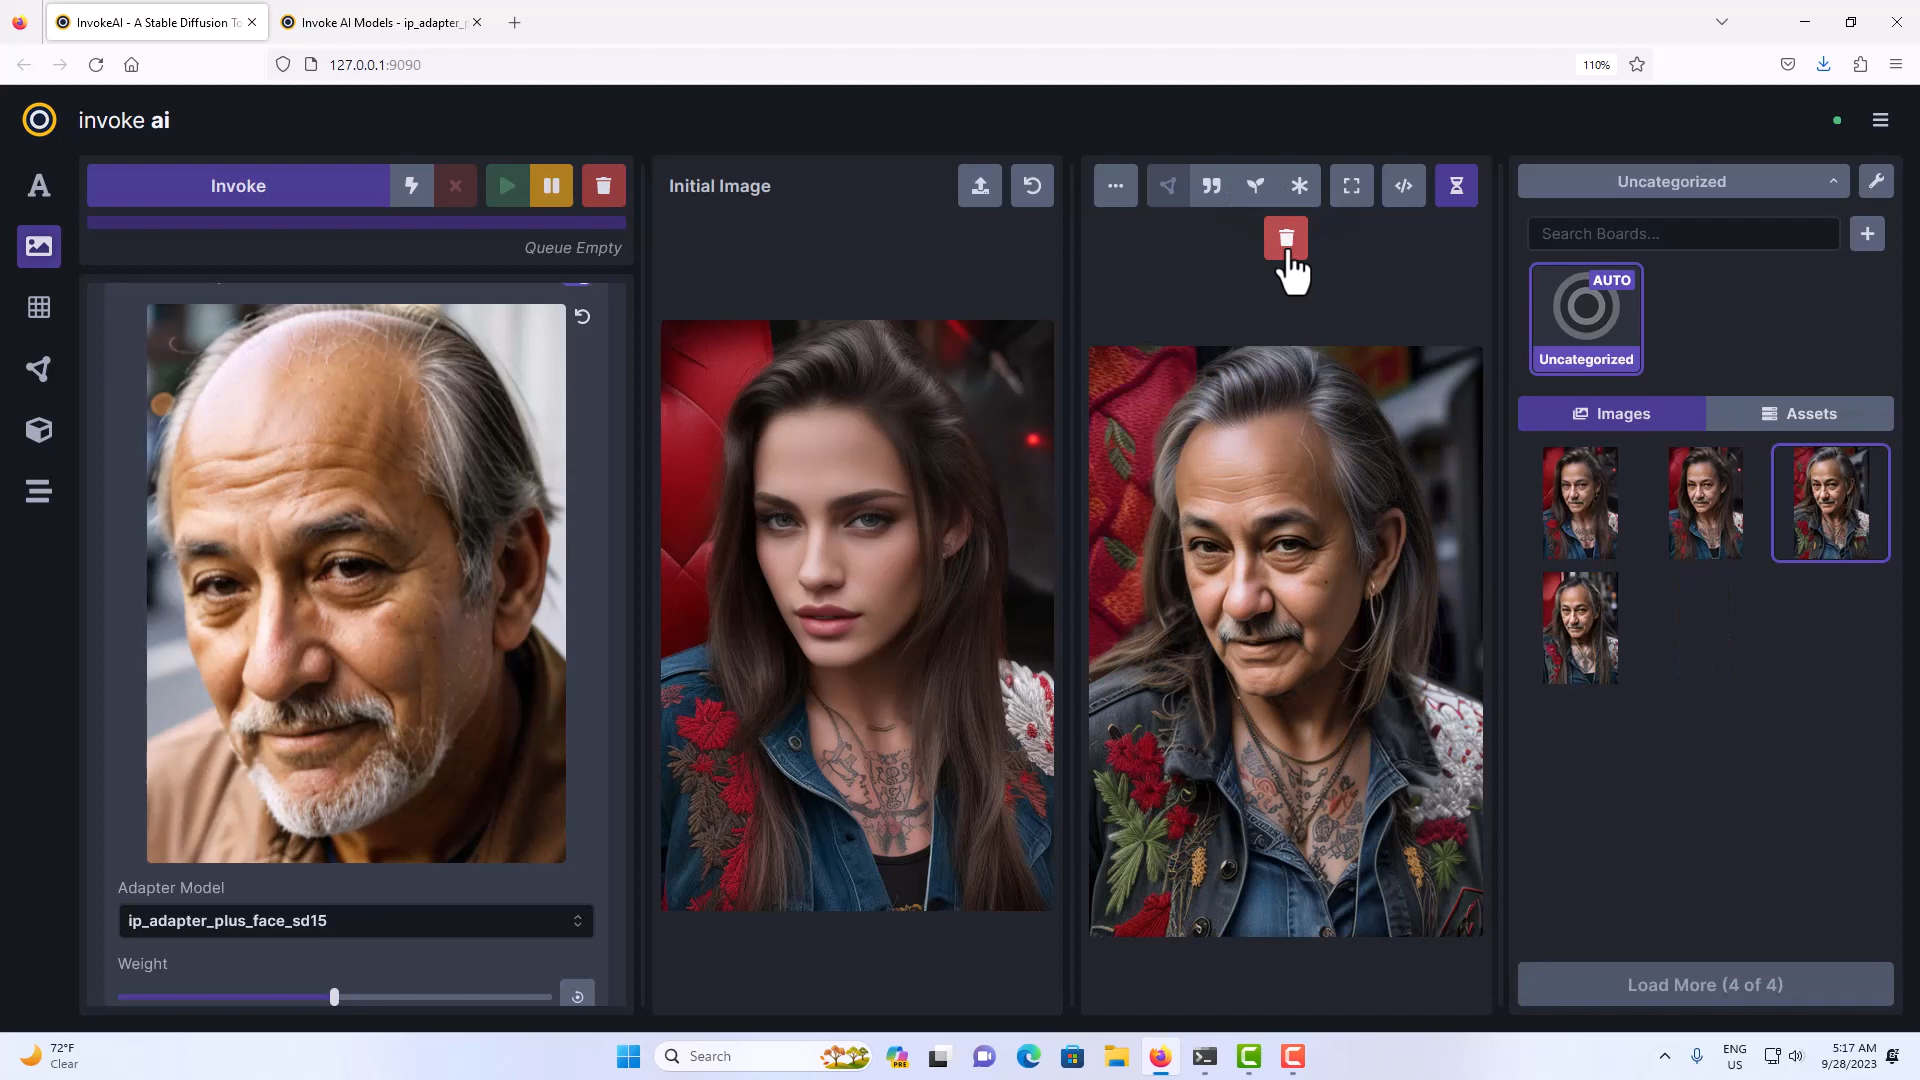 InvokeAI - A Stable Diffusion To
Invoke AI Models - ip_adapter_p
127.0.0.1:9090
110%
invoke ai
Invoke
Queue Empty
Initial Image
Uncategorized
Search Boards...
AUTO
Uncategorized
Images
Assets
Adapter Model
ip_adapter_plus_face_sd15
Weight
Load More (4 of 4)
72°F
Clear
Search
PRE
ENG
US
5:17 AM
9/28/2023